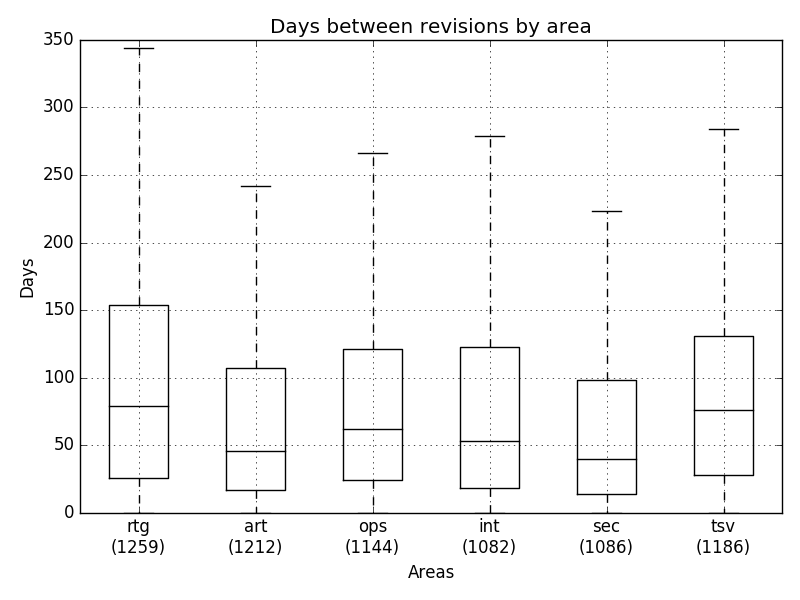 Days between revisions by area
350
300
250
200
150
100
50
0
Days
rtg art ops int sec tsv
(1259) (1212) (1144) (1082) (1086) (1186)
Areas